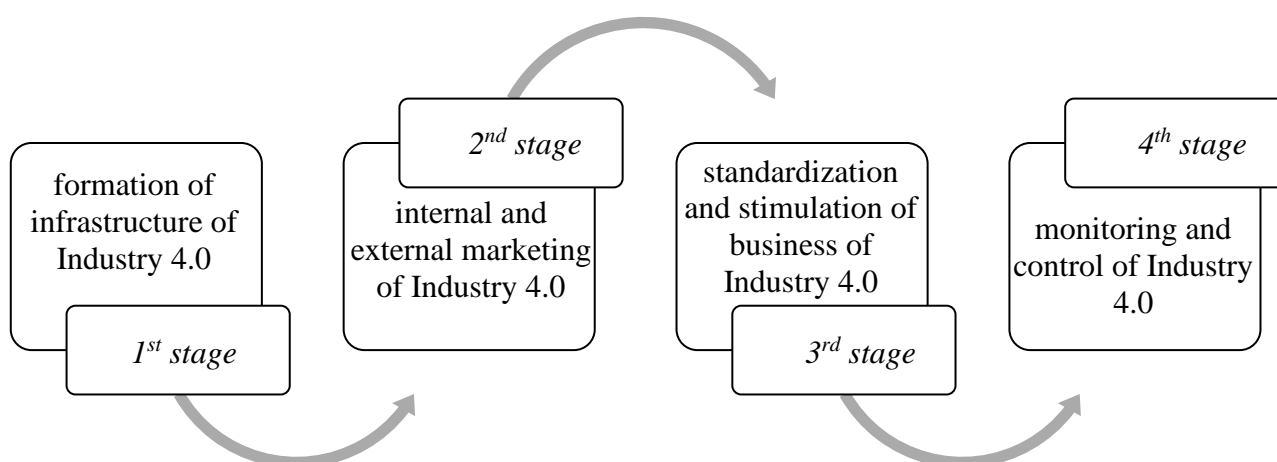 formation of
infrastructure of
Industry 4.0
1st stage
2nd stage
internal and
external marketing
of Industry 4.0
standardization
and stimulation of
business of
Industry 4.0
3rd stage
4th stage
monitoring and
control of Industry
4.0